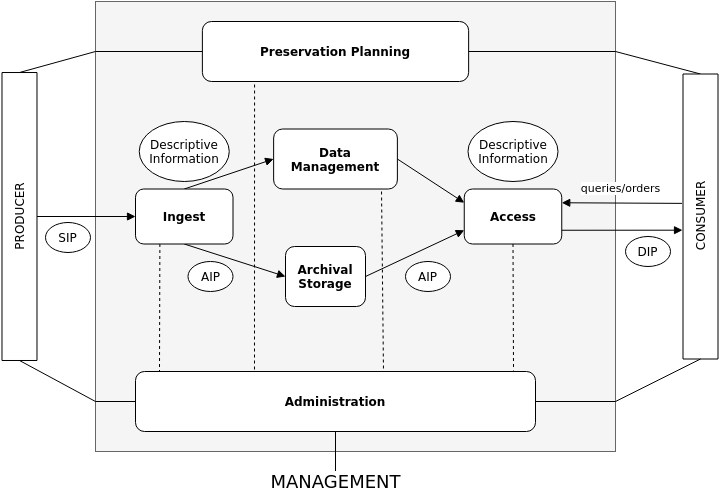 Preservation Planning
Descriptive
Information
Data
Management
Descriptive
Information
queries/orders
PRODUCER
SIP
Ingest
Access
CONSUMER
DIP
AIP
Archival
Storage
AIP
Administration
MANAGEMENT